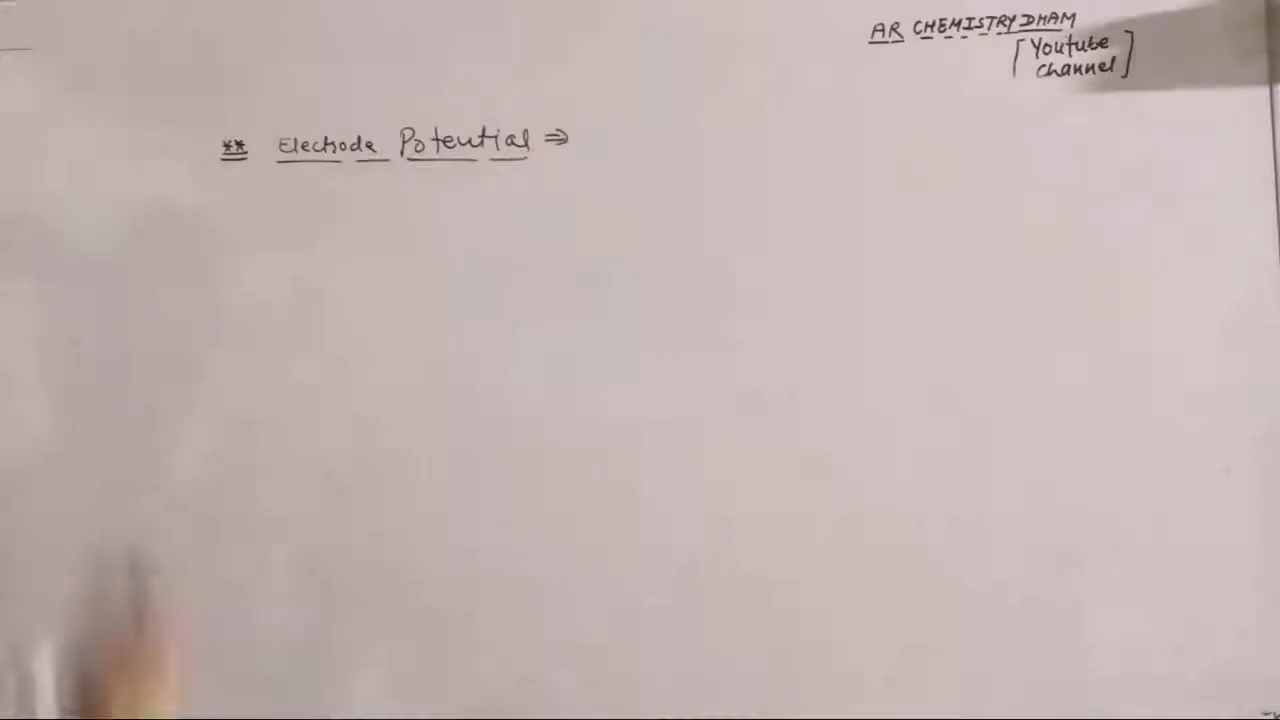 AR CHEMISTRY DHAM
[Youtube
channel]
** Electrode Potential ⇒